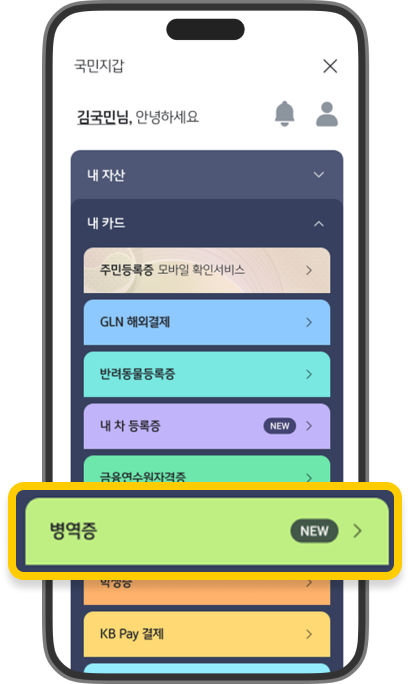 국민지갑
김국민님, 안녕하세요
내 자산
내 카드
주민등록증 모바일 확인서비스
GLN 해외결제
반려동물등록증
내 차 등록증 NEW
금융연수원자격증
병역증 NEW
학생증
KB Pay 결제